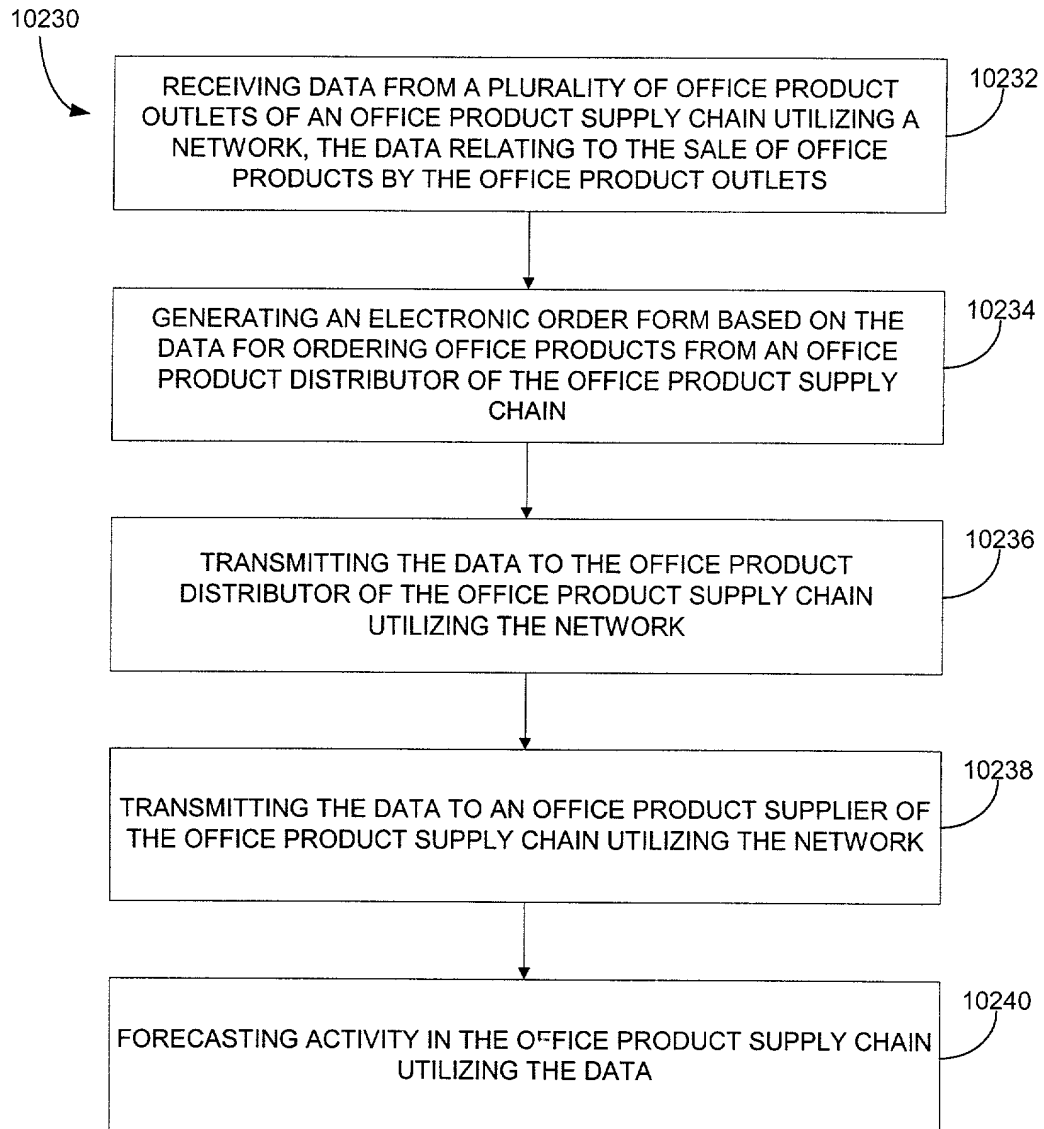 10230
RECEIVING DATA FROM A PLURALITY OF OFFICE PRODUCT
OUTLETS OF AN OFFICE PRODUCT SUPPLY CHAIN UTILIZING A
NETWORK, THE DATA RELATING TO THE SALE OF OFFICE
PRODUCTS BY THE OFFICE PRODUCT OUTLETS
10232
GENERATING AN ELECTRONIC ORDER FORM BASED ON THE
DATA FOR ORDERING OFFICE PRODUCTS FROM AN OFFICE
PRODUCT DISTRIBUTOR OF THE OFFICE PRODUCT SUPPLY
CHAIN
10234
TRANSMITTING THE DATA TO THE OFFICE PRODUCT
DISTRIBUTOR OF THE OFFICE PRODUCT SUPPLY CHAIN
UTILIZING THE NETWORK
10236
TRANSMITTING THE DATA TO AN OFFICE PRODUCT SUPPLIER OF
THE OFFICE PRODUCT SUPPLY CHAIN UTILIZING THE NETWORK
10238
FORECASTING ACTIVITY IN THE OFFICE PRODUCT SUPPLY CHAIN
UTILIZING THE DATA
10240